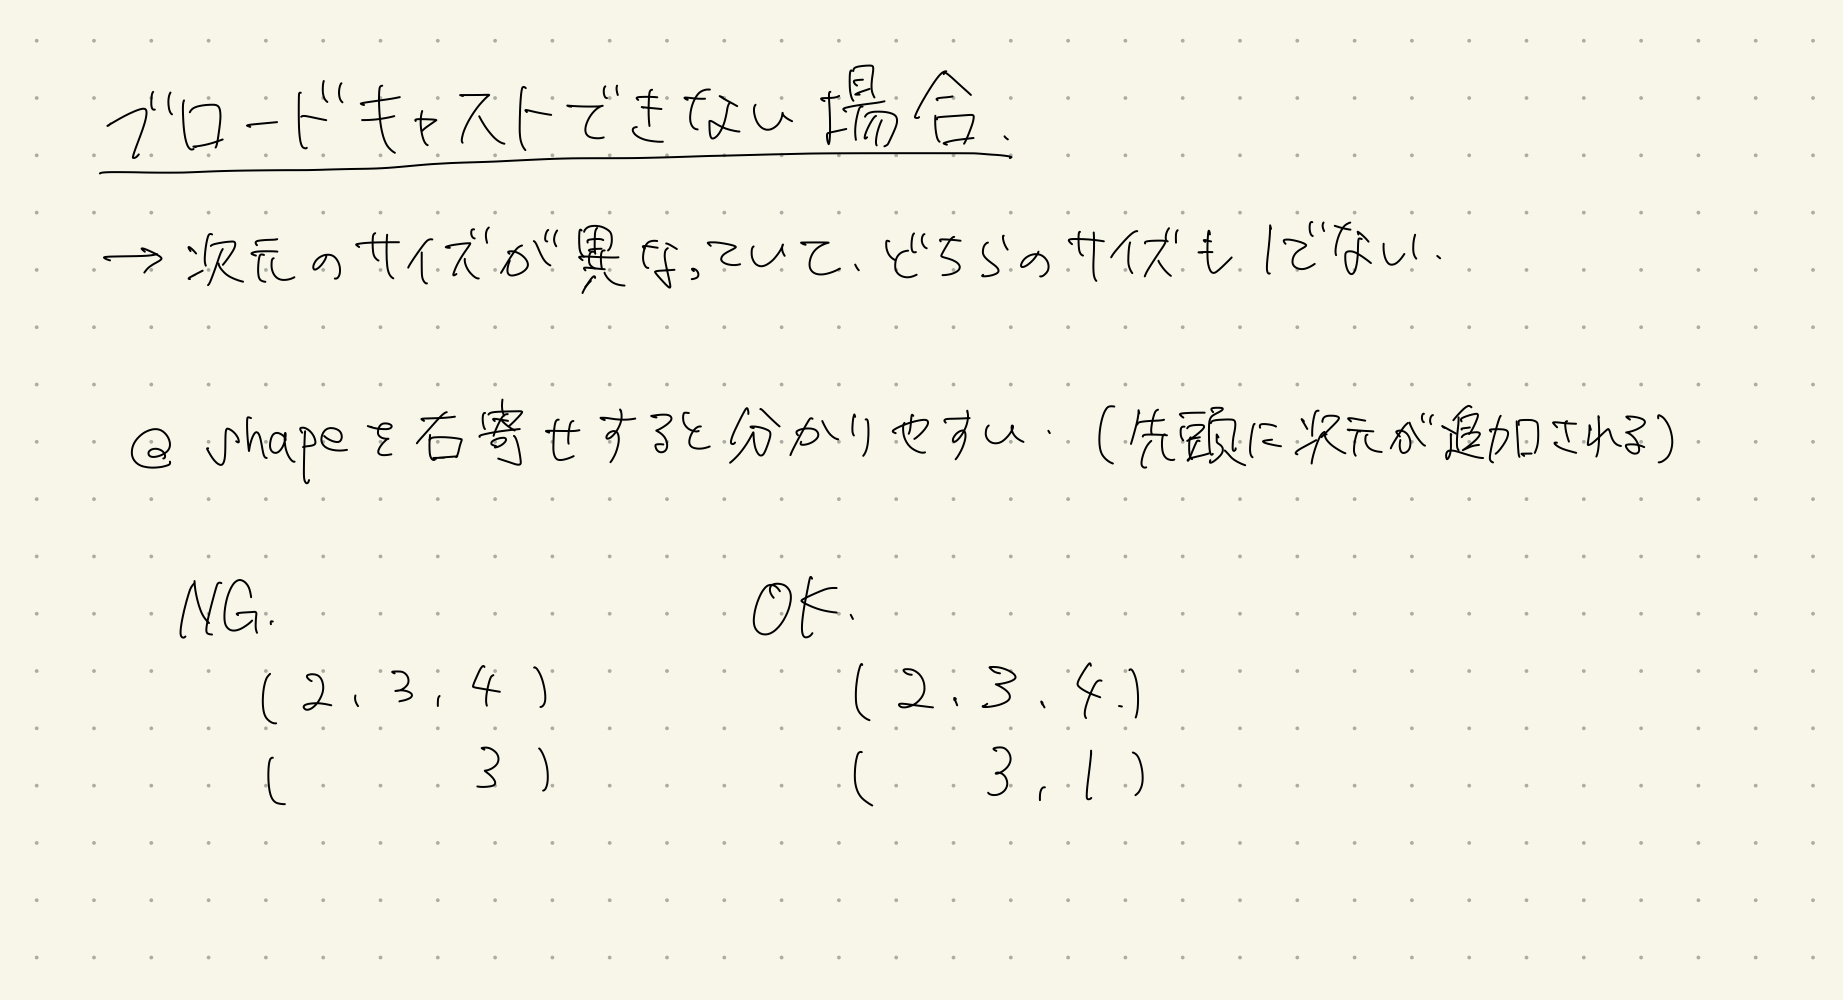 ブロードキャストできない場合.
→ 次元のサイズが異なっていて、どちらのサイズも1でない.
@ shapeを右寄せすると分かりやすい. (先頭に次元が追加される)
NG. OK.
(2, 3, 4) (2, 3, 4)
( 3) ( 3, 1)